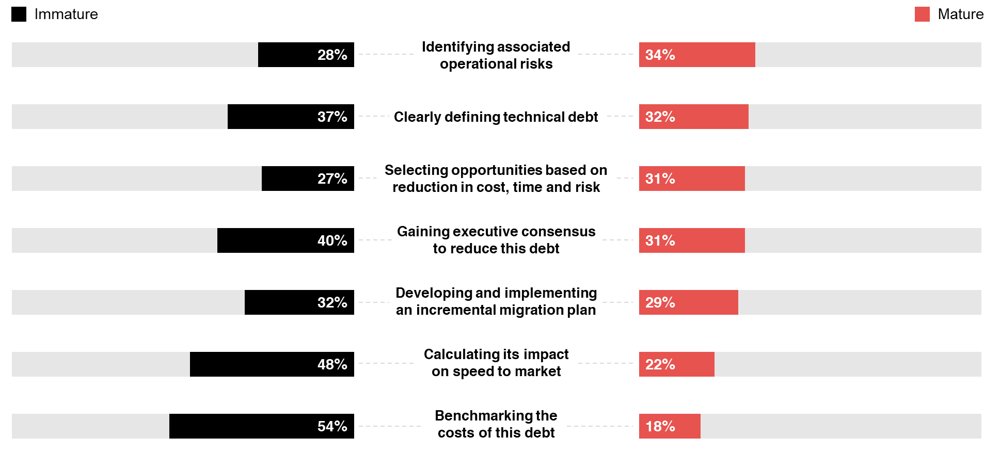 Immature
Mature
28%
Identifying associated
operational risks
34%
37%
Clearly defining technical debt
32%
27%
Selecting opportunities based on
reduction in cost, time and risk
31%
40%
Gaining executive consensus
to reduce this debt
31%
32%
Developing and implementing
an incremental migration plan
29%
48%
Calculating its impact
on speed to market
22%
54%
Benchmarking the
costs of this debt
18%